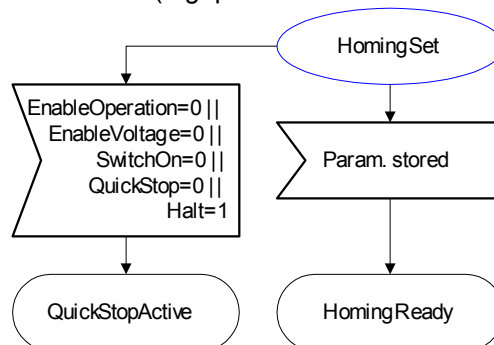 HomingSet
EnableOperation=0 ||
EnableVoltage=0 ||
SwitchOn=0 ||
QuickStop=0 ||
Halt=1
Param. stored
QuickStopActive
HomingReady